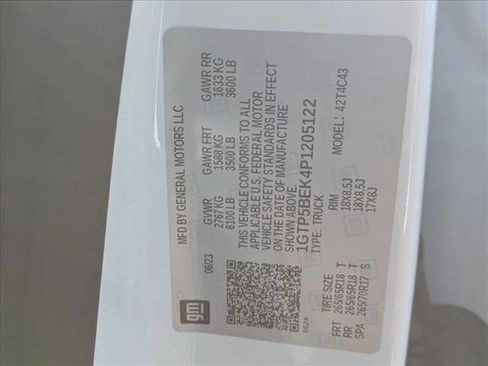 MFD BY GENERAL MOTORS LLC
GVWR GAWR FRT GAWR RR
2767 KG 1588 KG 1633 KG
6100 LB 3500 LB 3600 LB
THIS VEHICLE CONFORMS TO ALL
APPLICABLE U.S. FEDERAL MOTOR
VEHICLE SAFETY STANDARDS IN EFFECT
ON THE DATE OF MANUFACTURE
SHOWN ABOVE.
06/23
1GTP5BEK4P1205122
TYPE: TRUCK MODEL: 42T4C43
gm
TIRE SIZE RIM
FRT 265/65R18 T 18X8.5J
RR 265/65R18 T 18X8.5J
SPA 265/70R17 S 17X8J